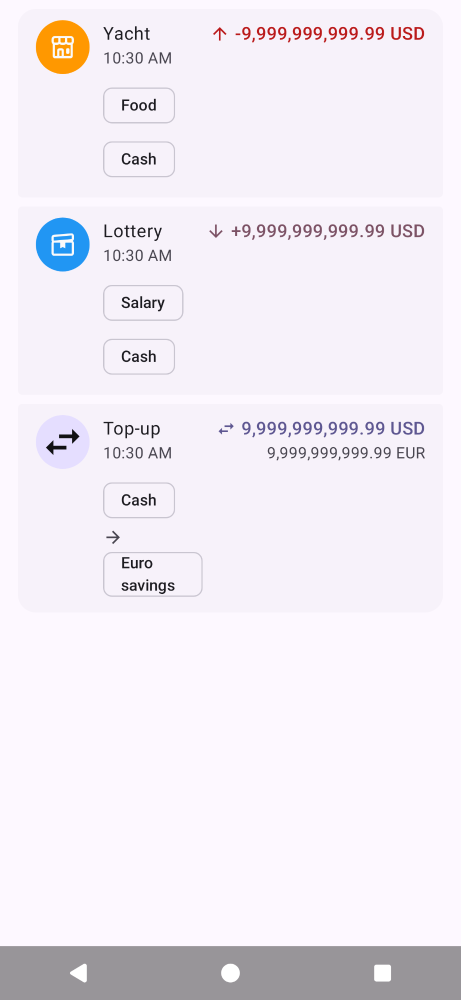 Yacht
-9,999,999,999.99 USD
10:30 AM
Food
Cash
Lottery
+9,999,999,999.99 USD
10:30 AM
Salary
Cash
Top-up
9,999,999,999.99 USD
10:30 AM
9,999,999,999.99 EUR
Cash
Euro
savings